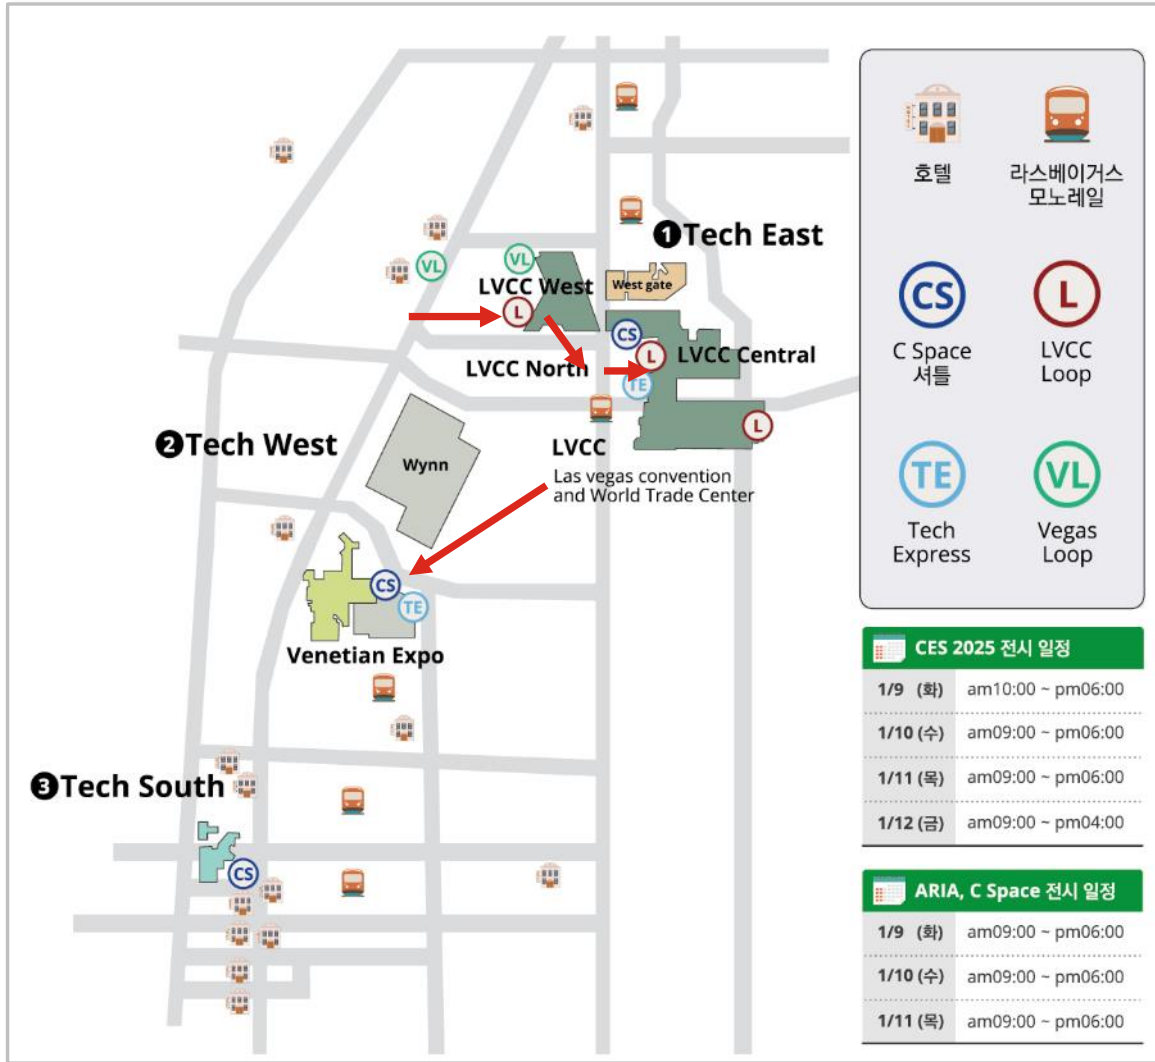 ❶Tech East
VL
VL
LVCC West
West gate
L
CS
L
LVCC Central
LVCC North
TE
L
❷Tech West
Wynn
LVCC
Las vegas convention
and World Trade Center
CS
TE
Venetian Expo
❸Tech South
CS
호텔
라스베이거스
모노레일
CS
C Space
셔틀
L
LVCC
Loop
TE
Tech
Express
VL
Vegas
Loop
CES 2025 전시 일정
1/9 (화) am10:00 ~ pm06:00
1/10 (수) am09:00 ~ pm06:00
1/11 (목) am09:00 ~ pm06:00
1/12 (금) am09:00 ~ pm04:00
ARIA, C Space 전시 일정
1/9 (화) am09:00 ~ pm06:00
1/10 (수) am09:00 ~ pm06:00
1/11 (목) am09:00 ~ pm06:00